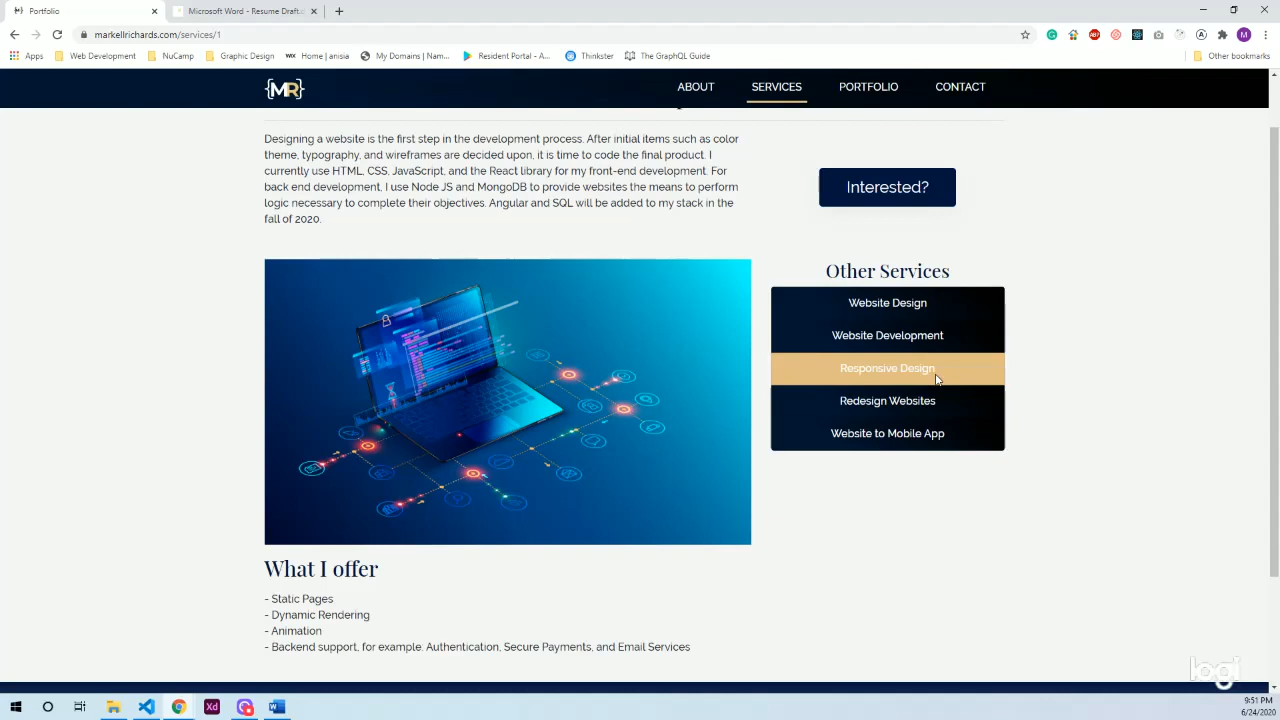 Portfolio
Microsoft Word - Resume Draft.
markellrichards.com/services/1
Apps
Web Development
NuCamp
Graphic Design
WIX
Home | anisia
My Domains | Nam...
Resident Portal - A...
Thinkster
The GraphQL Guide
Other bookmarks
{MR}
ABOUT
SERVICES
PORTFOLIO
CONTACT
Designing a website is the first step in the development process. After initial items such as color
theme, typography, and wireframes are decided upon, it is time to code the final product. I
currently use HTML, CSS, JavaScript, and the React library for my front-end development. For
back end development, I use Node JS and MongoDB to provide websites the means to perform
logic necessary to complete their objectives. Angular and SQL will be added to my stack in the
fall of 2020.
Interested?
Other Services
Website Design
Website Development
Responsive Design
Redesign Websites
Website to Mobile App
What I offer
- Static Pages
- Dynamic Rendering
- Animation
- Backend support, for example: Authentication, Secure Payments, and Email Services
logi
Xd
9:51 PM
6/24/2020